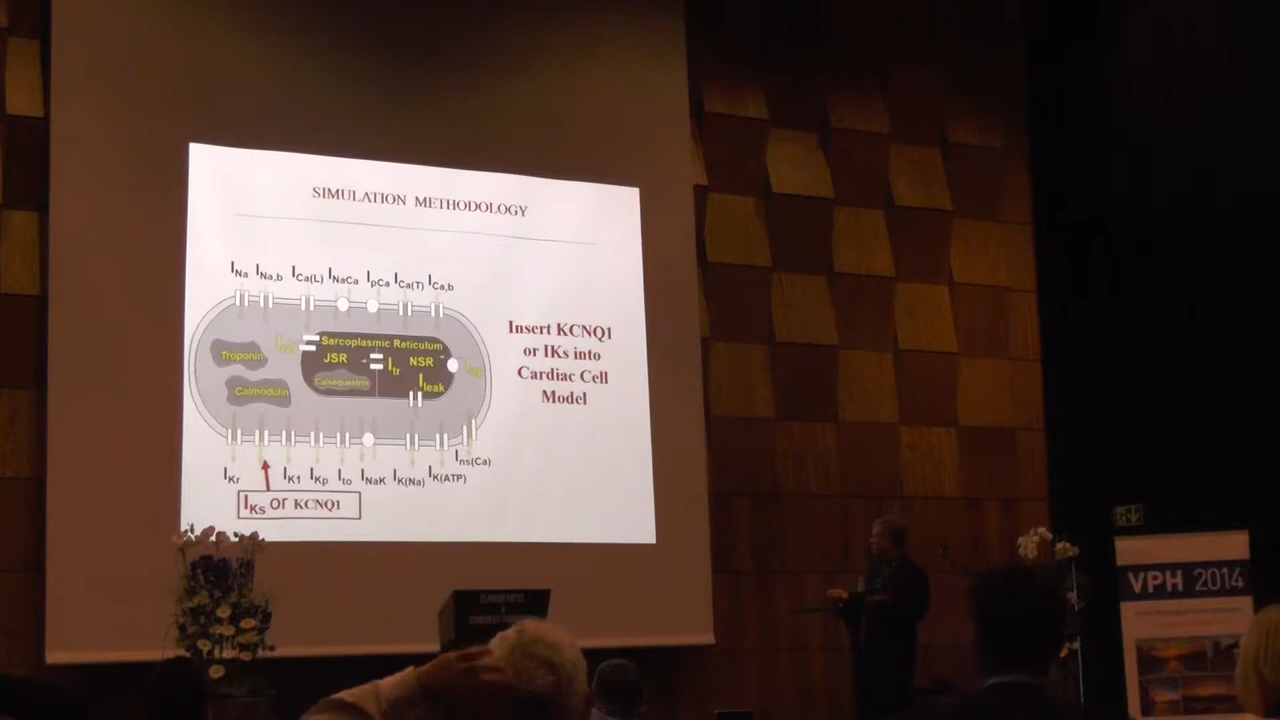 SIMULATION METHODOLOGY
INa INa,b ICa(L) INaCa IpCa ICa(T) ICa,b
Insert KCNQ1
or IKs into
Cardiac Cell
Model
Sarcoplasmic Reticulum
JSR Itr NSR
Troponin
Calsequestrin
Ileak
Calmodulin
Ins(Ca)
IKr IK1 IKp Ito INaK IK(Na) IK(ATP)
IKs or KCNQ1
VPH 2014